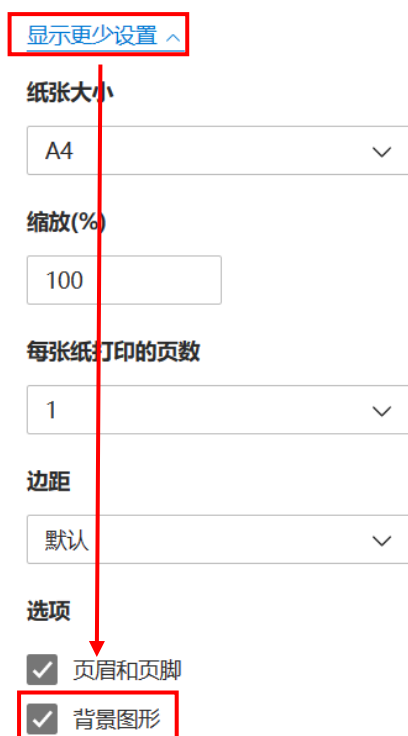 显示更少设置
纸张大小
A4
缩放(%)
100
每张纸打印的页数
1
边距
默认
选项
页眉和页脚
背景图形